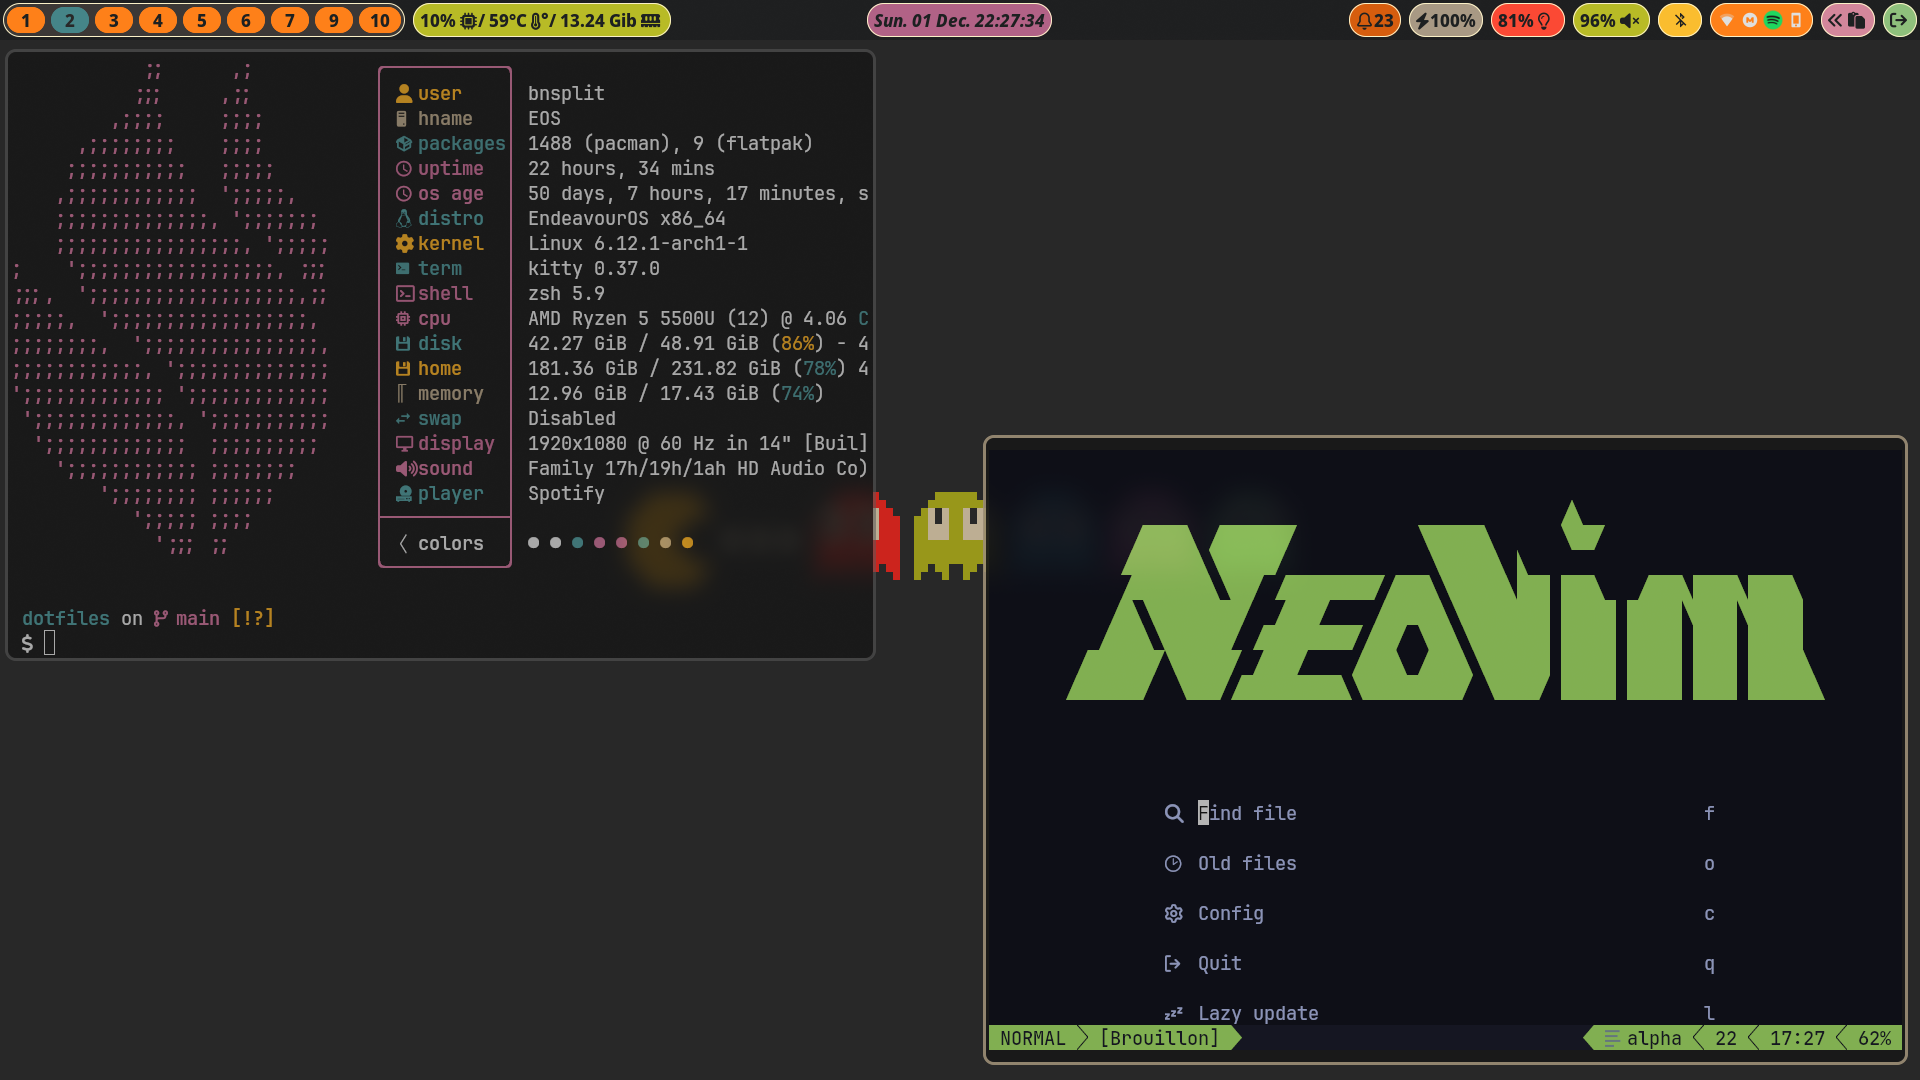 1 2 3 4 5 6 7 9 10
10% / 59°C / 13.24 Gib
Sun. 01 Dec. 22:27:34
23 100% 81% 96%
user bnsplit
hname EOS
packages 1488 (pacman), 9 (flatpak)
uptime 22 hours, 34 mins
os age 50 days, 7 hours, 17 minutes, s
distro EndeavourOS x86_64
kernel Linux 6.12.1-arch1-1
term kitty 0.37.0
shell zsh 5.9
cpu AMD Ryzen 5 5500U (12) @ 4.06 C
disk 42.27 GiB / 48.91 GiB (86%) - 4
home 181.36 GiB / 231.82 GiB (78%) 4
memory 12.96 GiB / 17.43 GiB (74%)
swap Disabled
display 1920x1080 @ 60 Hz in 14" [Buil]
sound Family 17h/19h/1ah HD Audio Co)
player Spotify
colors
dotfiles on main [!?]
$
NEOVIM
Find file f
Old files o
Config c
Quit q
Lazy update l
NORMAL [Brouillon] alpha 22 17:27 62%